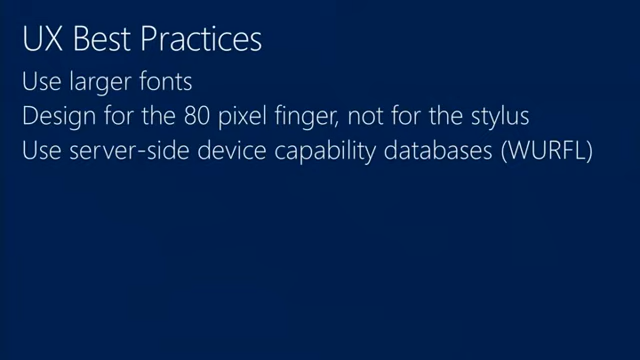 UX Best Practices
Use larger fonts
Design for the 80 pixel finger, not for the stylus
Use server-side device capability databases (WURFL)